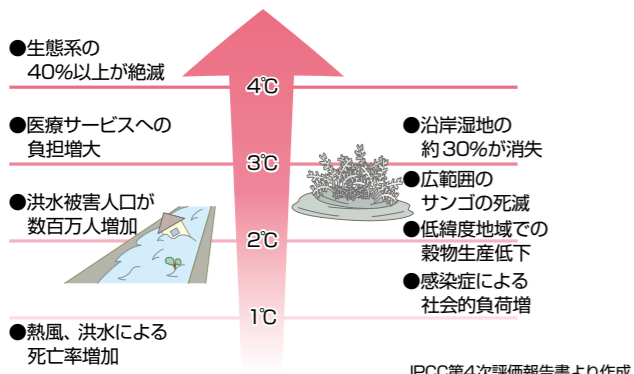 ●生態系の
40%以上が絶滅
4℃
●医療サービスへの
負担増大
●沿岸湿地の
約30%が消失
3℃
●広範囲の
サンゴの死滅
●洪水被害人口が
数百万人増加
●低緯度地域での
穀物生産低下
2℃
●感染症による
社会的負荷増
1℃
●熱風、洪水による
死亡率増加
IPCC第4次評価報告書より作成